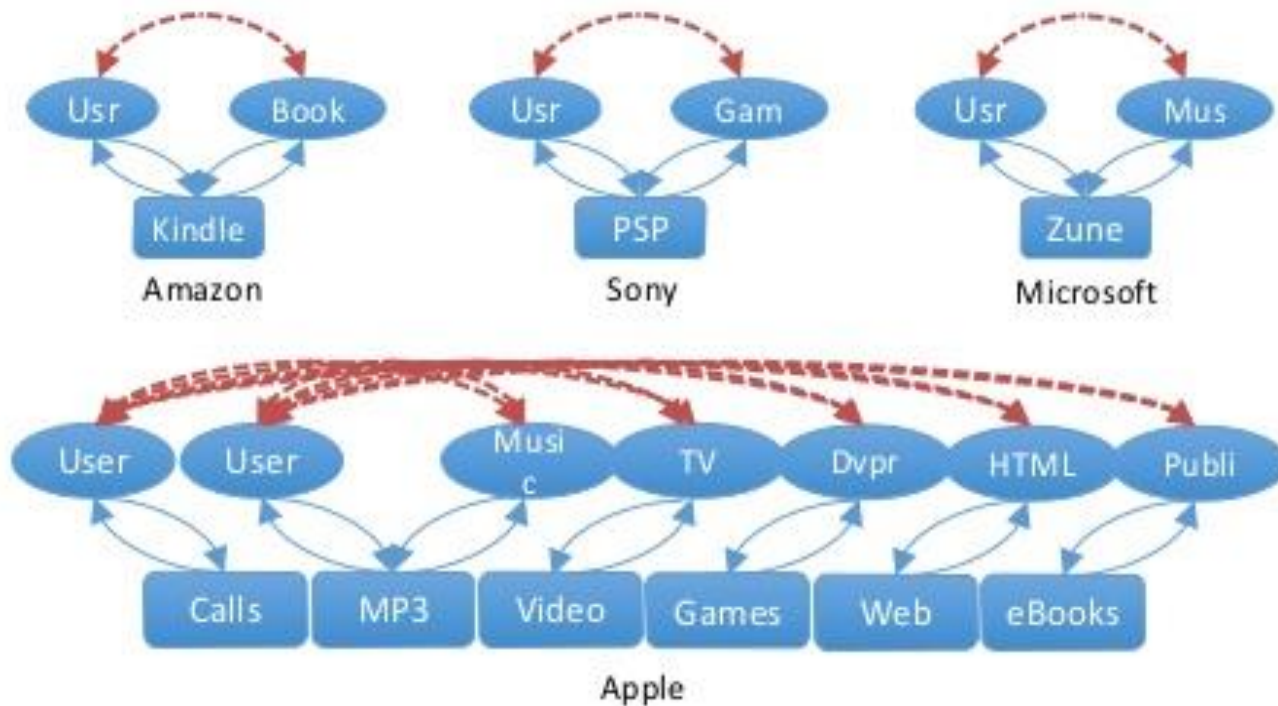 Usr Book Usr Gam Usr Mus
Kindle PSP Zune
Amazon Sony Microsoft
User User Musi
c TV Dvpr HTML Publi
Calls MP3 Video Games Web eBooks
Apple